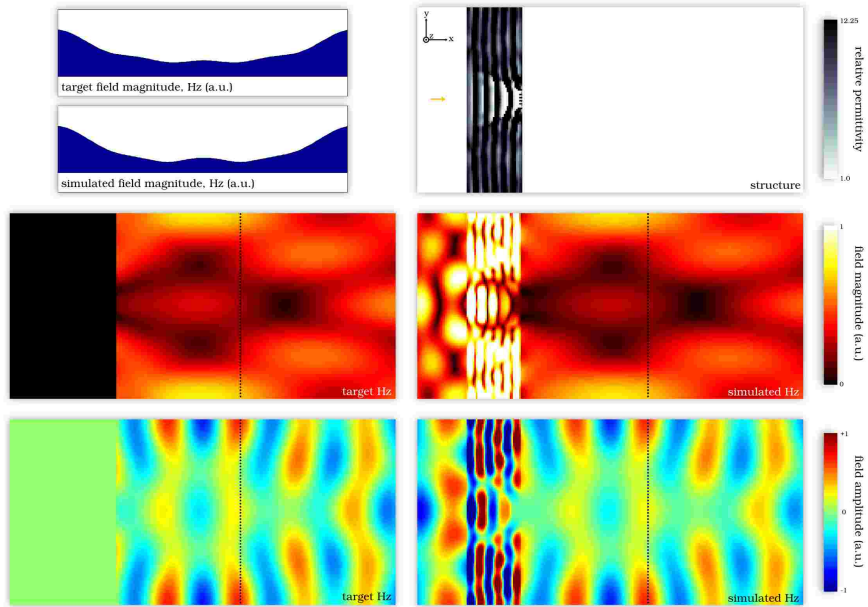 target field magnitude, Hz (a.u.)
simulated field magnitude, Hz (a.u.)
y
z
x
structure
12.25
relative permittivity
1.0
target Hz
simulated Hz
1
field magnitude (a.u.)
0
target Hz
simulated Hz
+1
field amplitude (a.u.)
0
-1